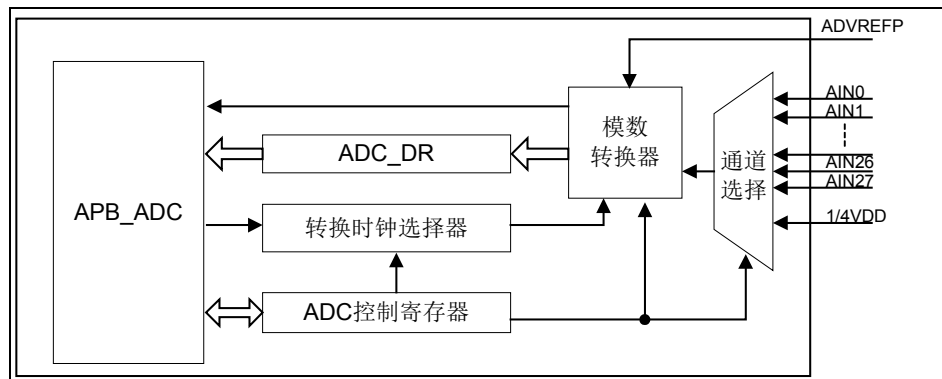 ADVREFP
AIN0
AIN1
AIN26
AIN27
1/4VDD
模数
转换器
通道
选择
ADC_DR
APB_ADC
转换时钟选择器
ADC控制寄存器